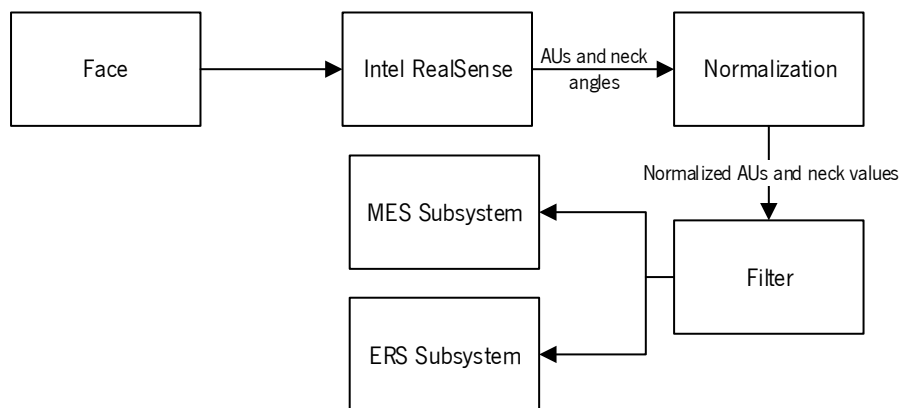 Face
Intel RealSense
AUs and neck
angles
Normalization
Normalized AUs and neck values
MES Subsystem
Filter
ERS Subsystem